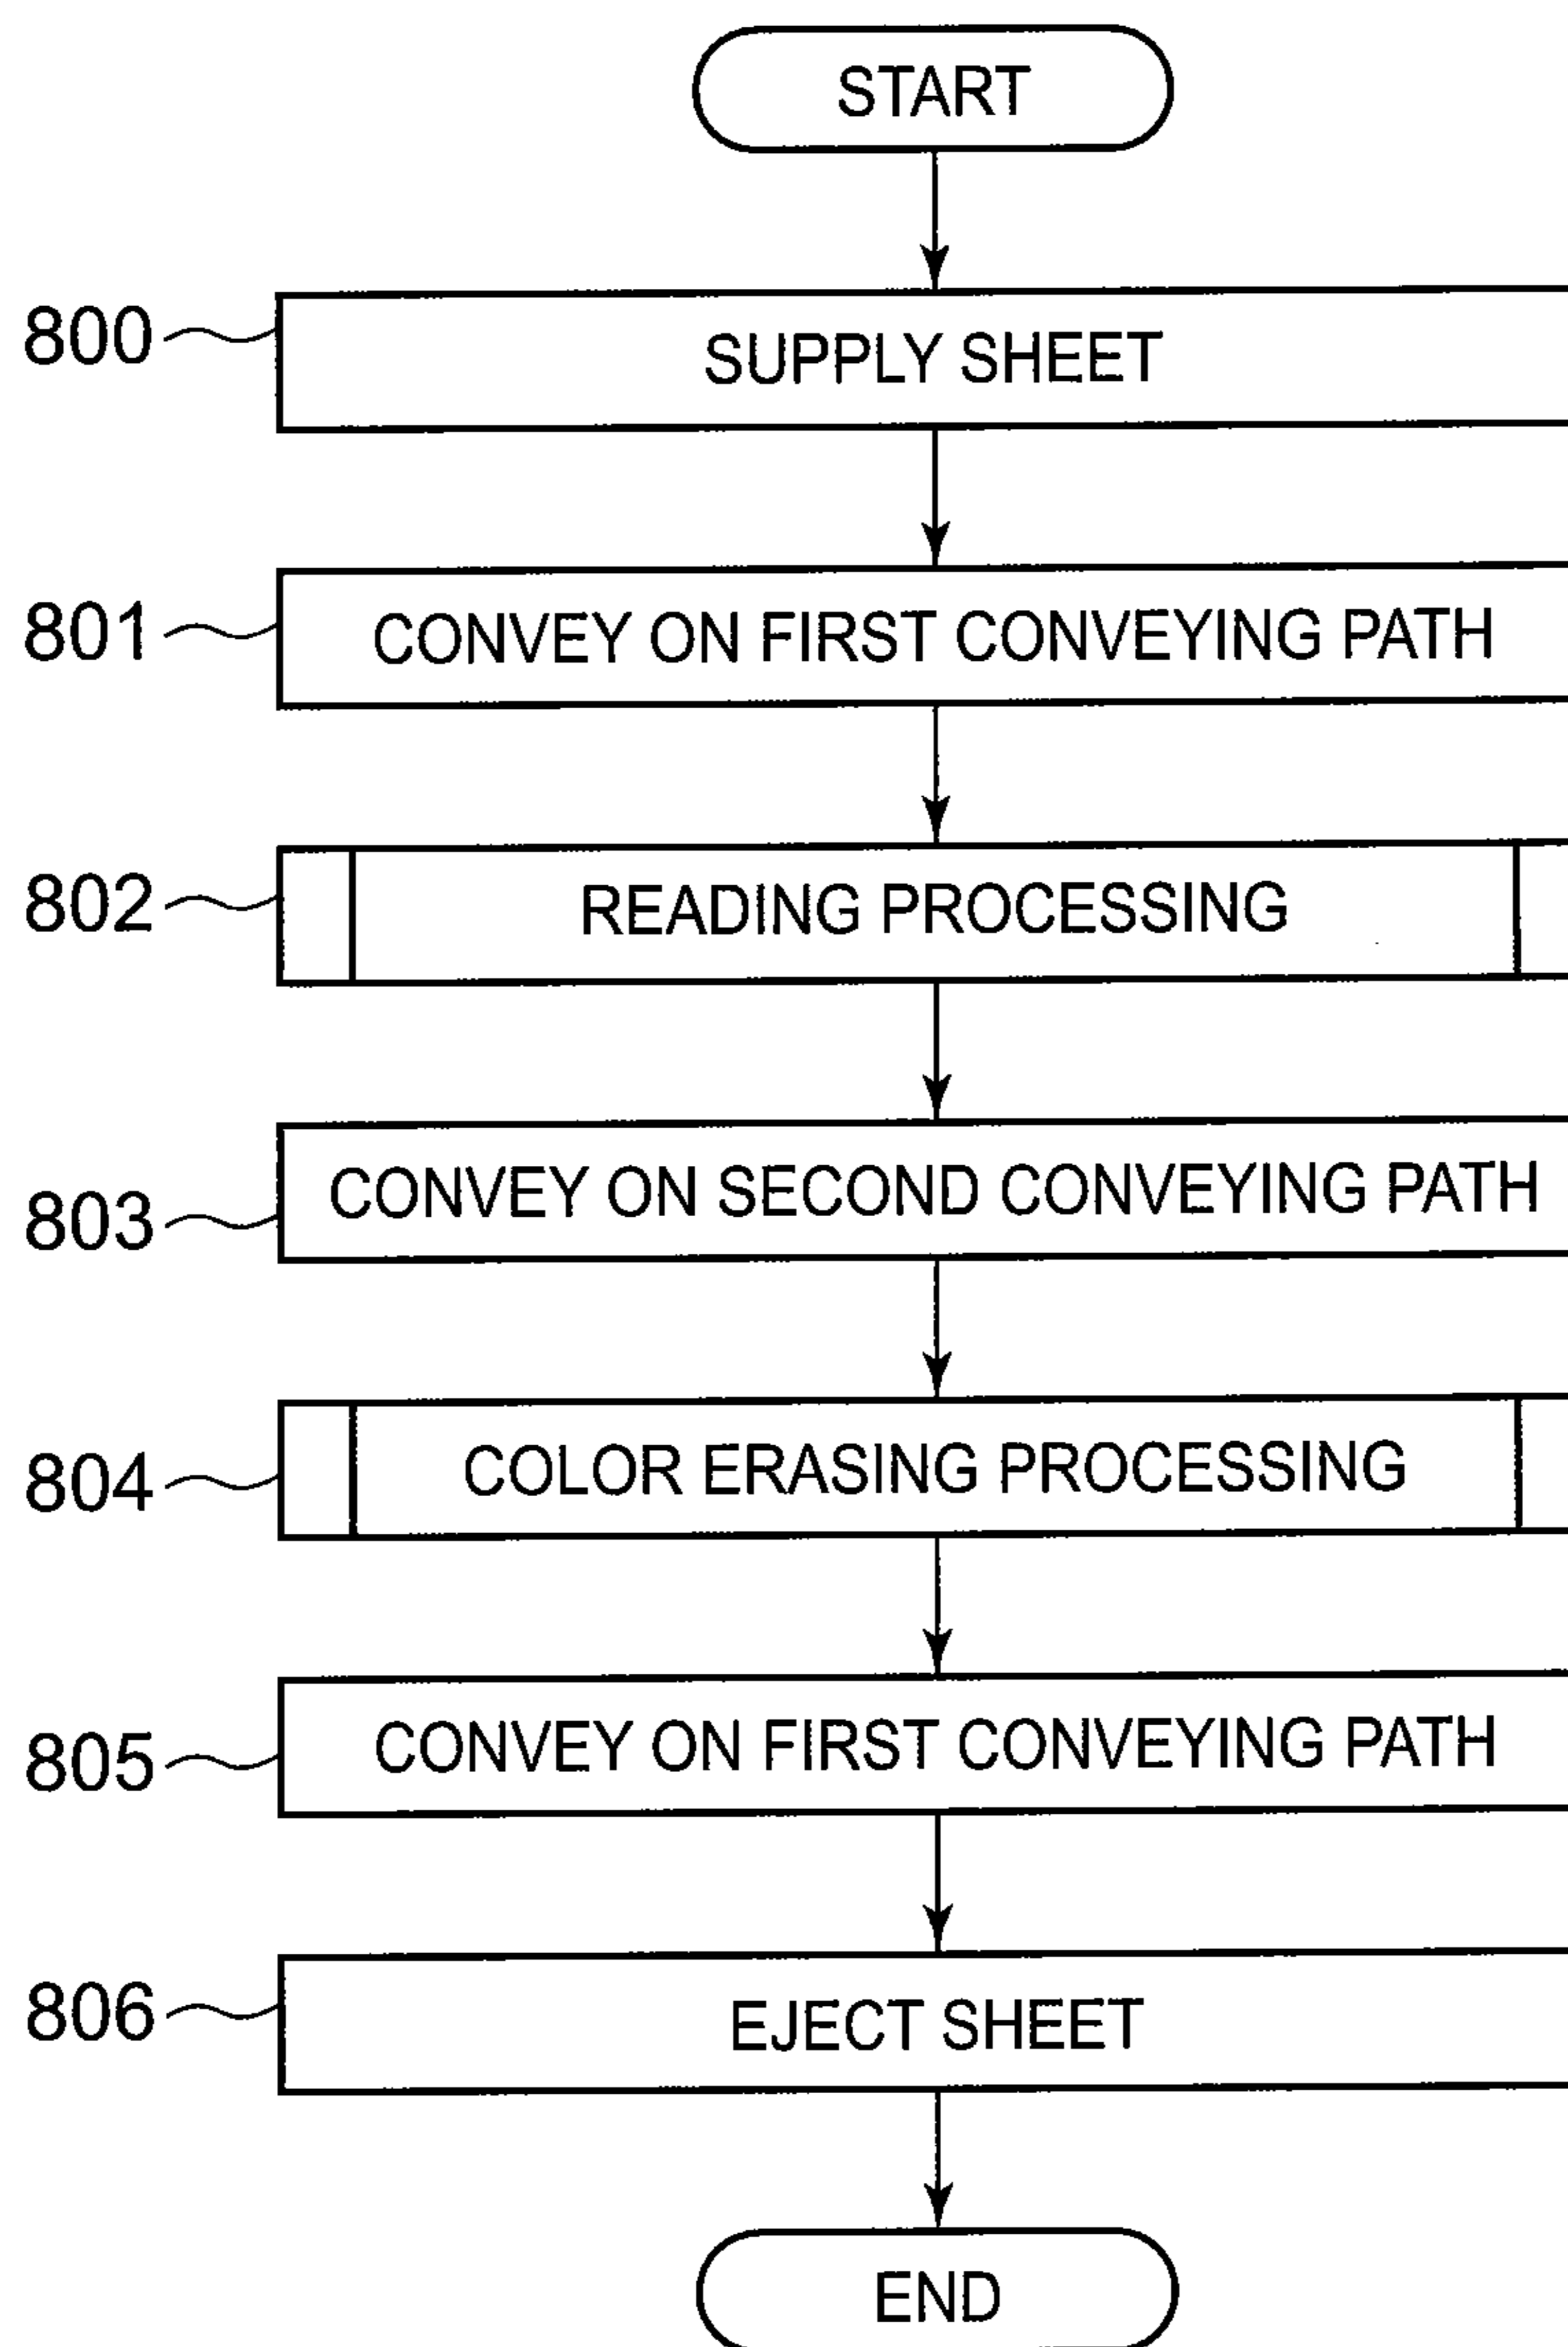 START
800 SUPPLY SHEET
801 CONVEY ON FIRST CONVEYING PATH
802 READING PROCESSING
803 CONVEY ON SECOND CONVEYING PATH
804 COLOR ERASING PROCESSING
805 CONVEY ON FIRST CONVEYING PATH
806 EJECT SHEET
END